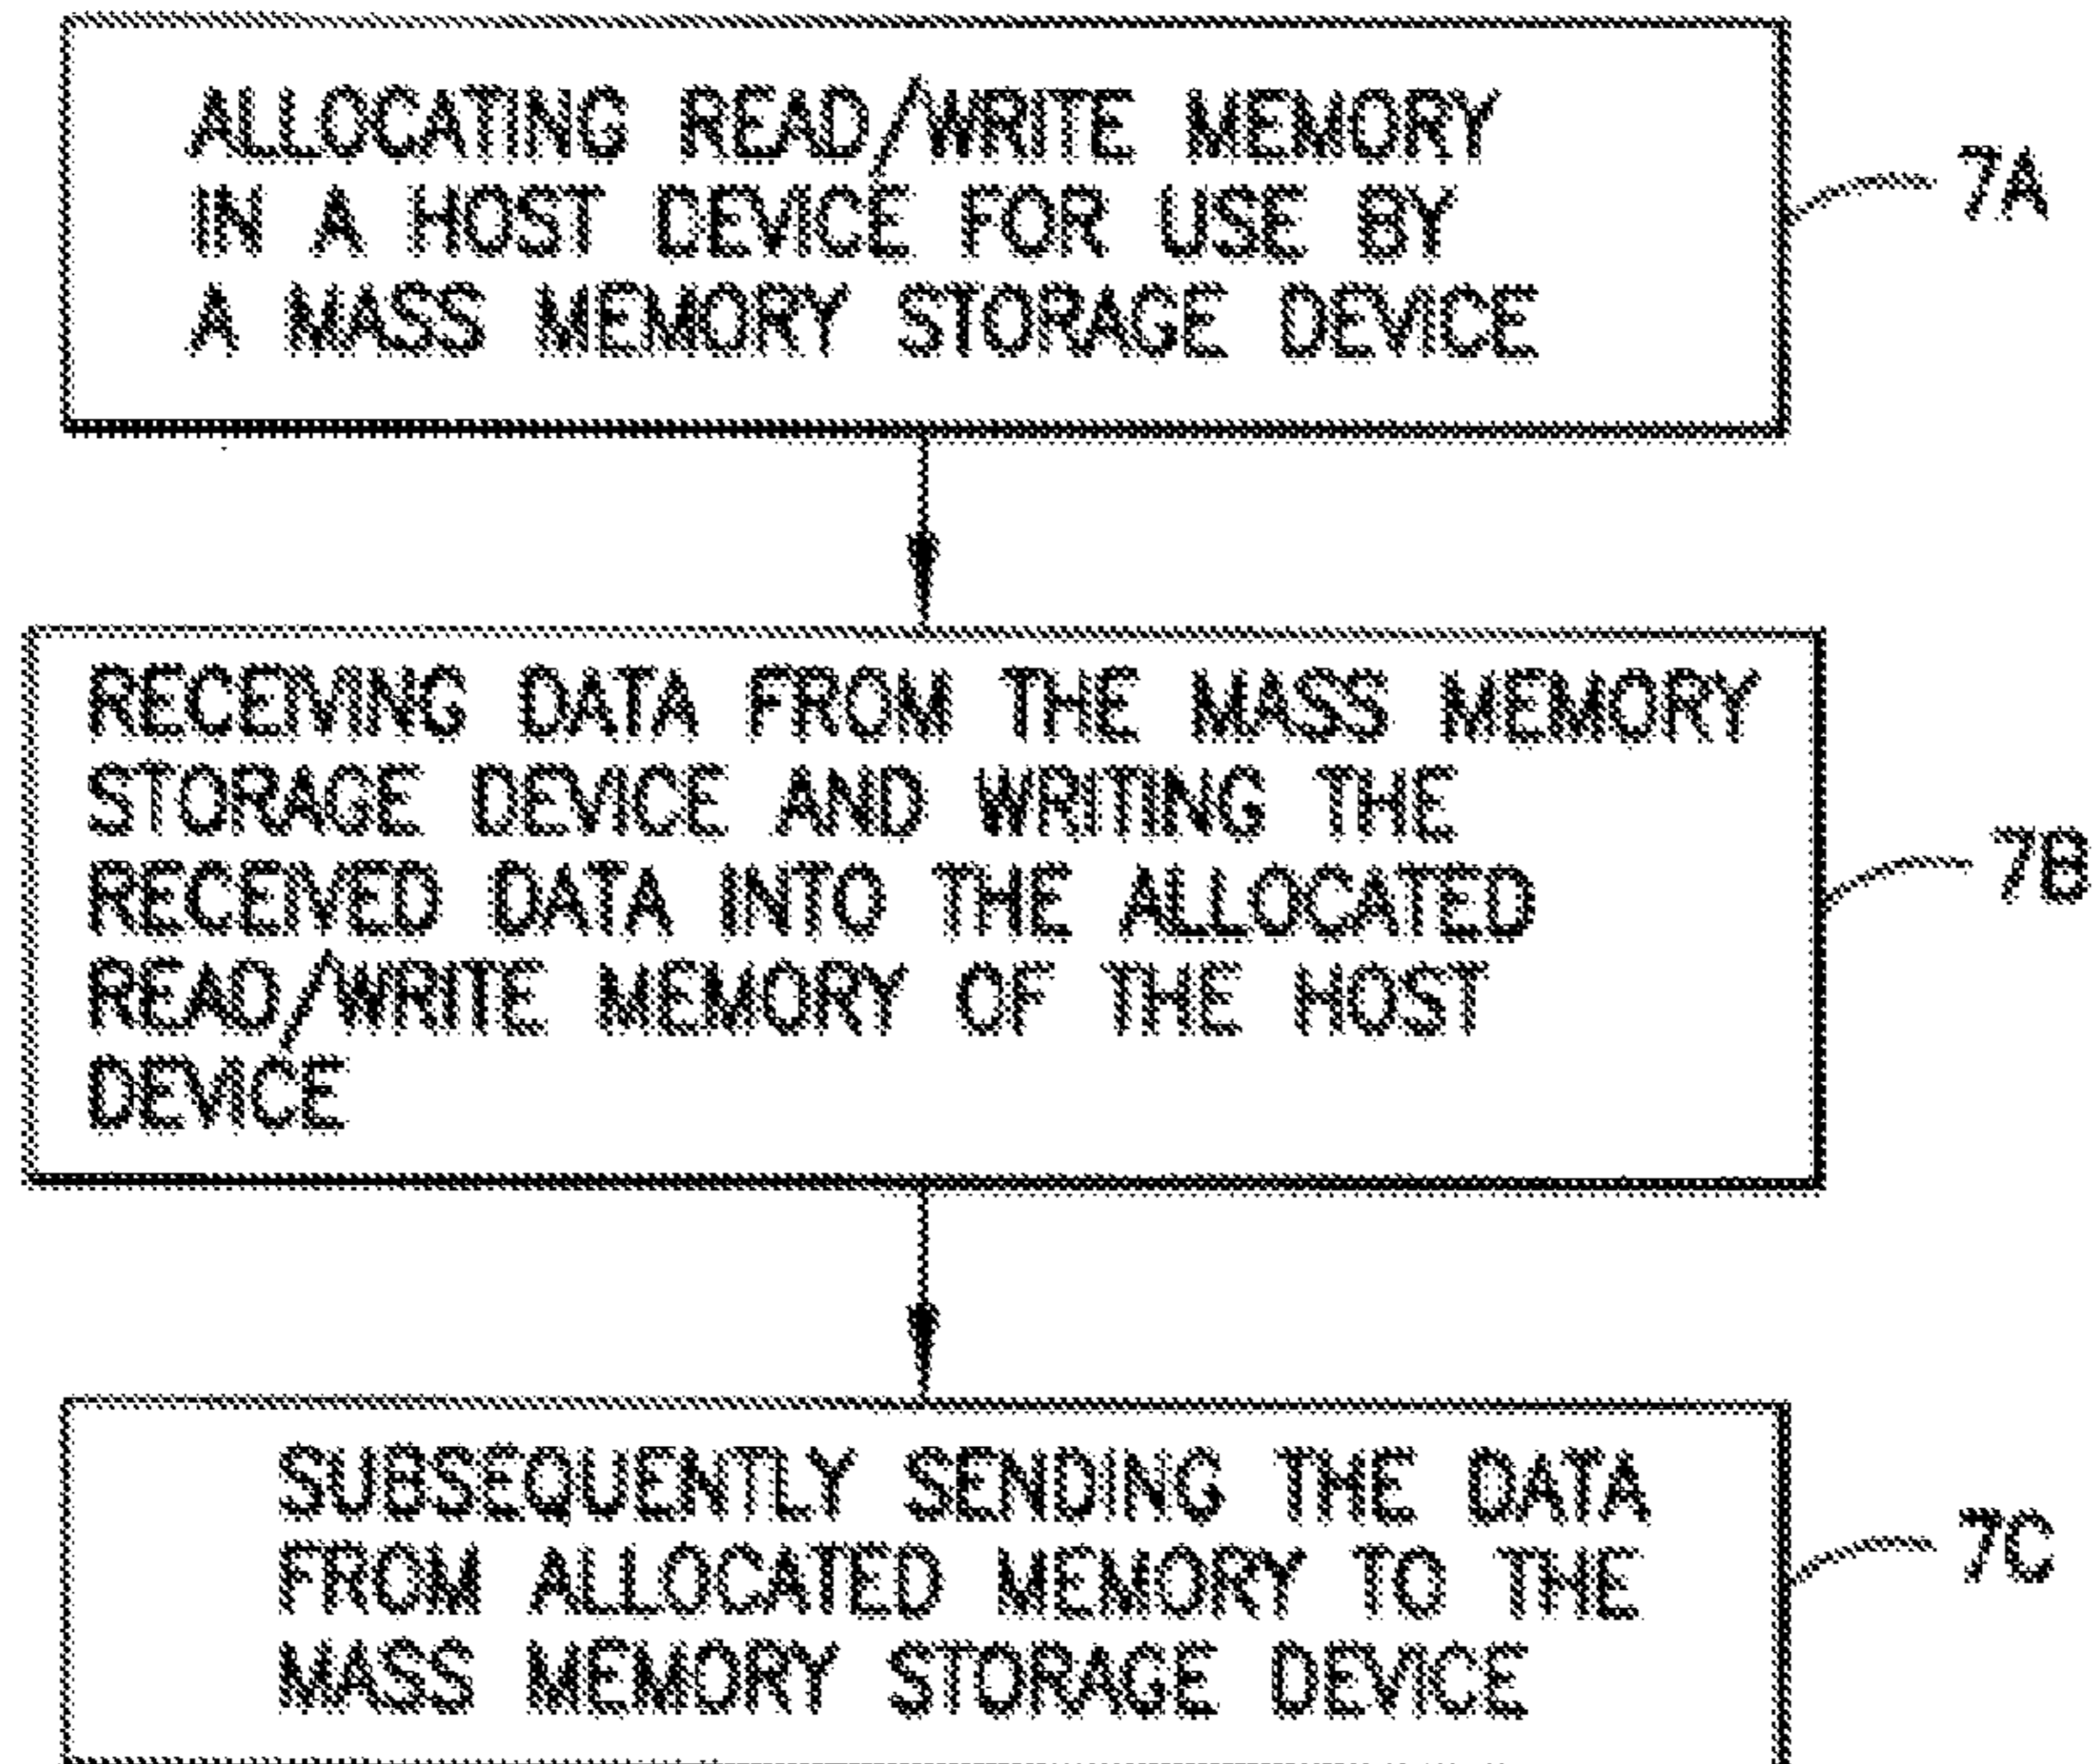 ALLOCATING READ/WRITE MEMORY
IN A HOST DEVICE FOR USE BY
A MASS MEMORY STORAGE DEVICE
7A
RECEIVING DATA FROM THE MASS MEMORY
STORAGE DEVICE AND WRITING THE
RECEIVED DATA INTO THE ALLOCATED
READ/WRITE MEMORY OF THE HOST
DEVICE
7B
SUBSEQUENTLY SENDING THE DATA
FROM ALLOCATED MEMORY TO THE
MASS MEMORY STORAGE DEVICE
7C